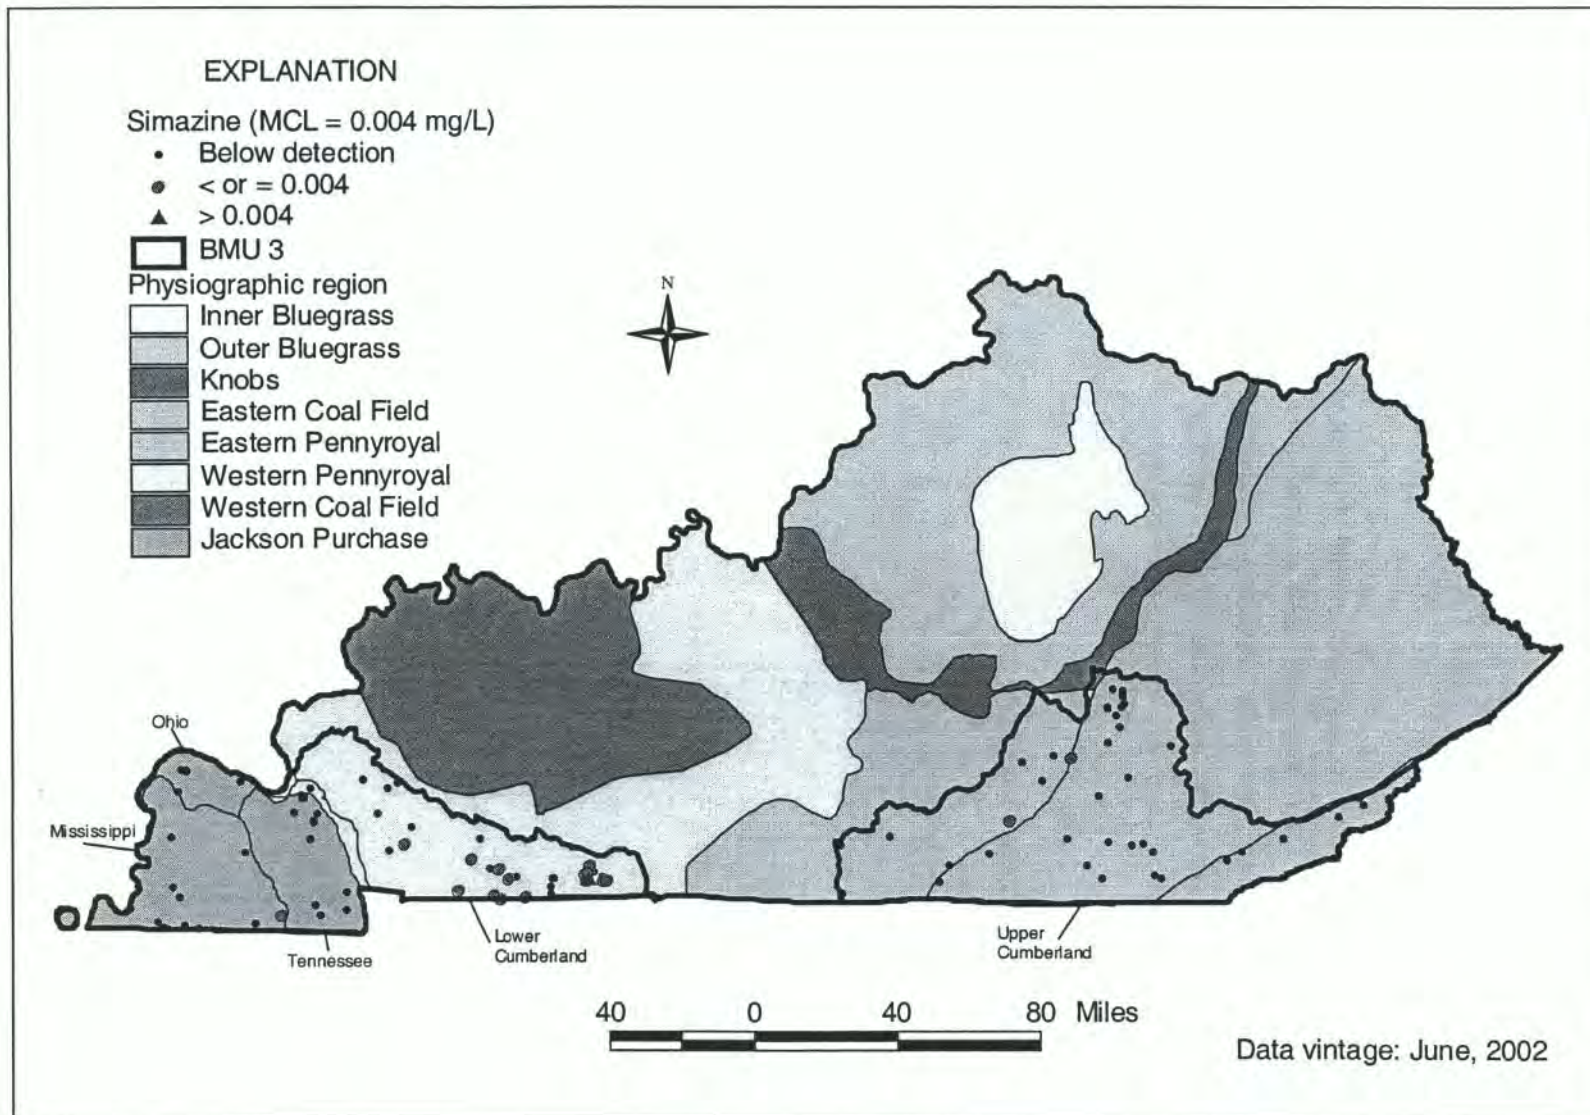 EXPLANATION
Simazine (MCL = 0.004 mg/L)
Below detection
< or = 0.004
> 0.004
BMU 3
Physiographic region
Inner Bluegrass
Outer Bluegrass
Knobs
Eastern Coal Field
Eastern Pennyroyal
Western Pennyroyal
Western Coal Field
Jackson Purchase
N
Ohio
Mississippi
Tennessee
Lower
Cumberland
Upper
Cumberland
40 0 40 80 Miles
Data vintage: June, 2002